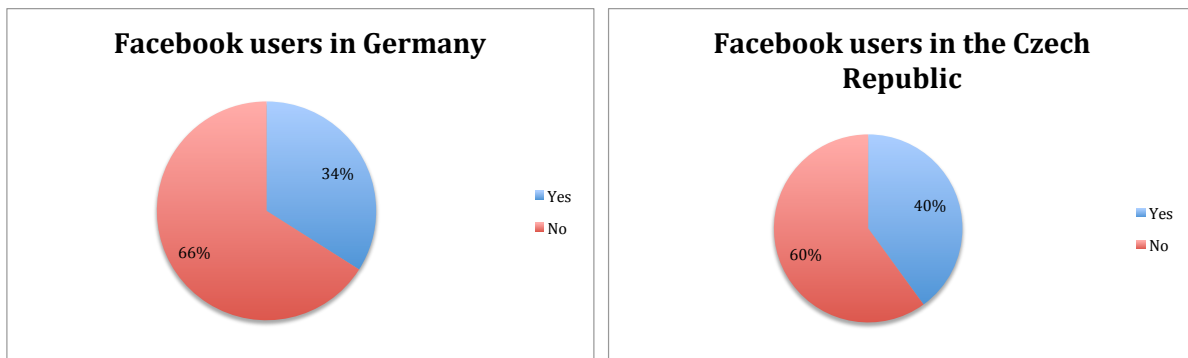 Facebook users in Germany
34%
66%
Yes
No
Facebook users in the Czech
Republic
40%
60%
Yes
No